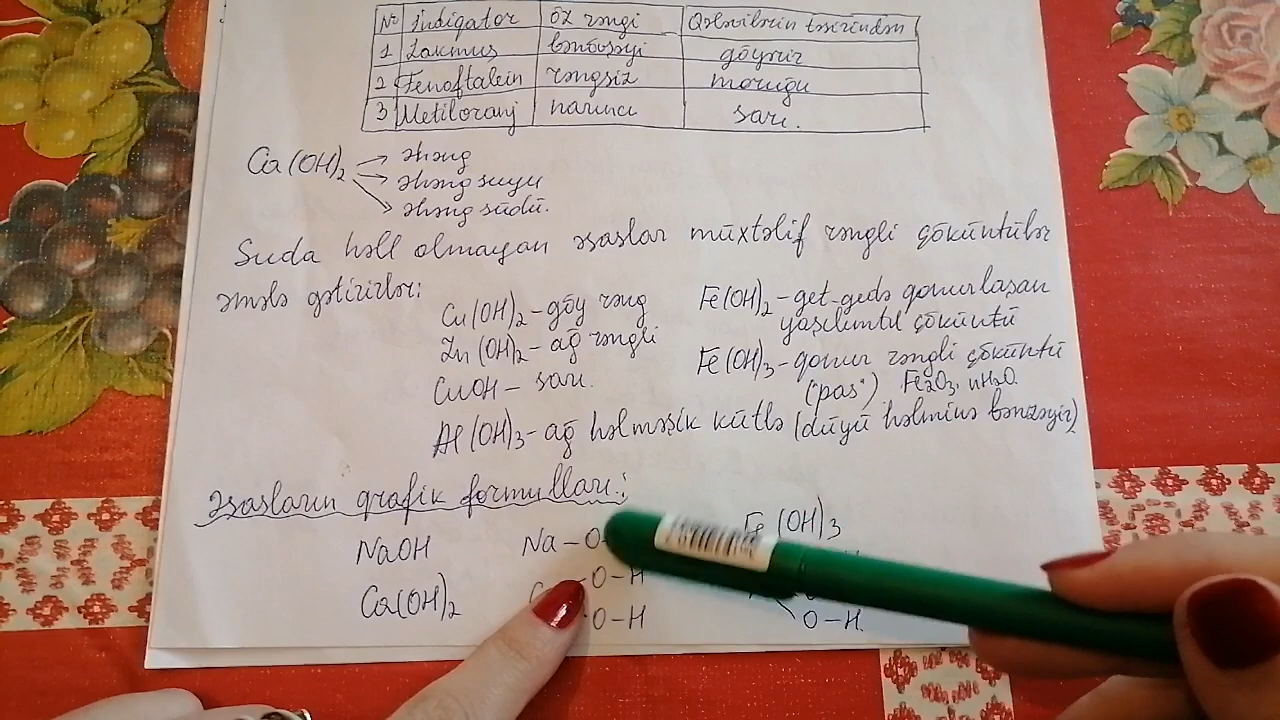 № İndigator öz rəngi Qələvilərin təsirindən
1 Lakmus bənövşəyi göyərir
2 Fenoftalein rəngsiz moruğu
3 Metiloranj narıncı sarı.
Ca(OH)2 → əhəng
→ əhəng suyu
→ əhəng südü.
Suda həll olmayan əsaslar müxtəlif rəngli çöküntülər
əmələ gətirirlər:
Cu(OH)2 – göy rəng
Zn(OH)2 – ağ rəngli
CuOH – sarı.
Fe(OH)2 – get-gedə qonurlaşan
yaşılımtıl çöküntü
Fe(OH)3 – qonur rəngli çöküntü
("pas") Fe2O3·nH2O
Al(OH)3 – ağ həlməşik kütlə (düyü həlminə bənzəyir)
Əsasların qrafik formulları:
NaOH Na – O
Ca(OH)2 O – H
O – H
Fe(OH)3
O – H.